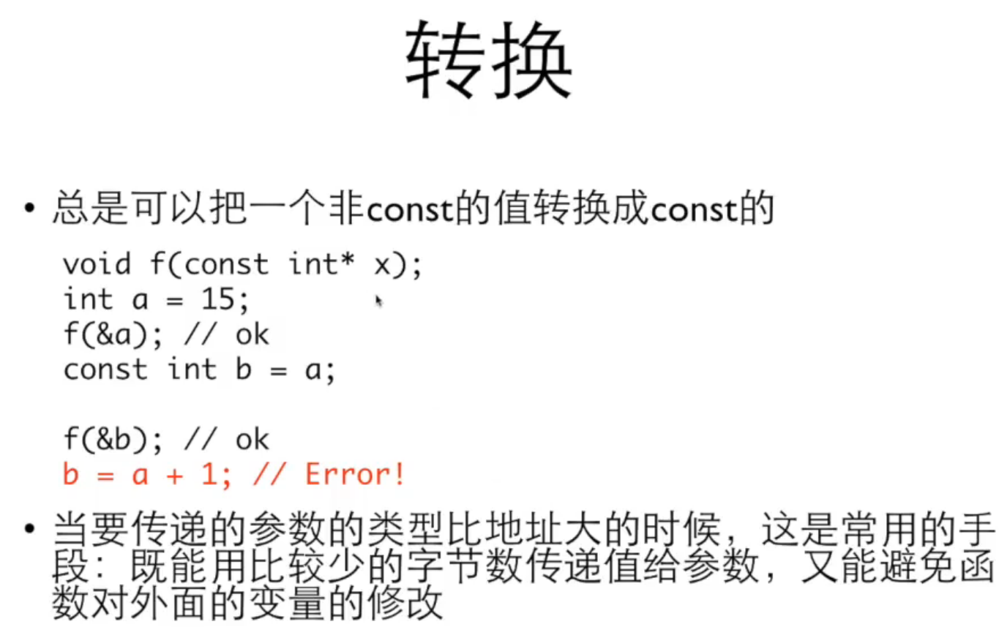 转换
• 总是可以把一个非const的值转换成const的
void f(const int* x);
int a = 15;
f(&a); // ok
const int b = a;
f(&b); // ok
b = a + 1; // Error!
• 当要传递的参数的类型比地址大的时候，这是常用的手
段：既能用比较少的字节数传递值给参数，又能避免函
数对外面的变量的修改